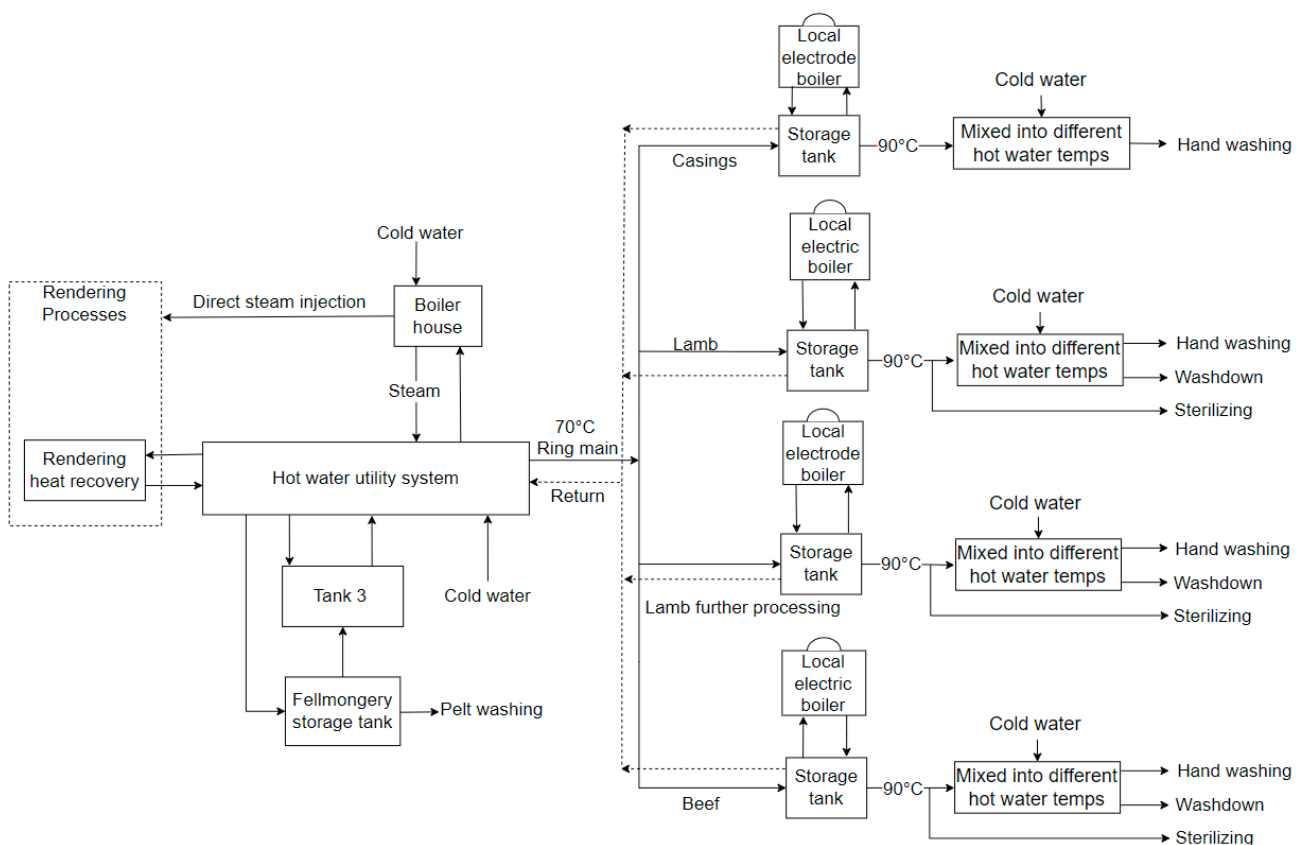 Local
electrode
boiler
Cold water
Storage
tank
90°C
Mixed into different
hot water temps
Hand washing
Casings
Local
electric
boiler
Cold water
Rendering
Processes
Direct steam injection
Boiler
house
Cold water
Lamb
Storage
tank
90°C
Mixed into different
hot water temps
Hand washing
Washdown
Sterilizing
Steam
70°C
Ring main
Local
electrode
boiler
Rendering
heat recovery
Hot water utility system
Return
Cold water
Storage
tank
90°C
Mixed into different
hot water temps
Hand washing
Washdown
Sterilizing
Tank 3
Cold water
Lamb further processing
Local
electric
boiler
Fellmongery
storage tank
Pelt washing
Cold water
Storage
tank
90°C
Mixed into different
hot water temps
Hand washing
Washdown
Sterilizing
Beef